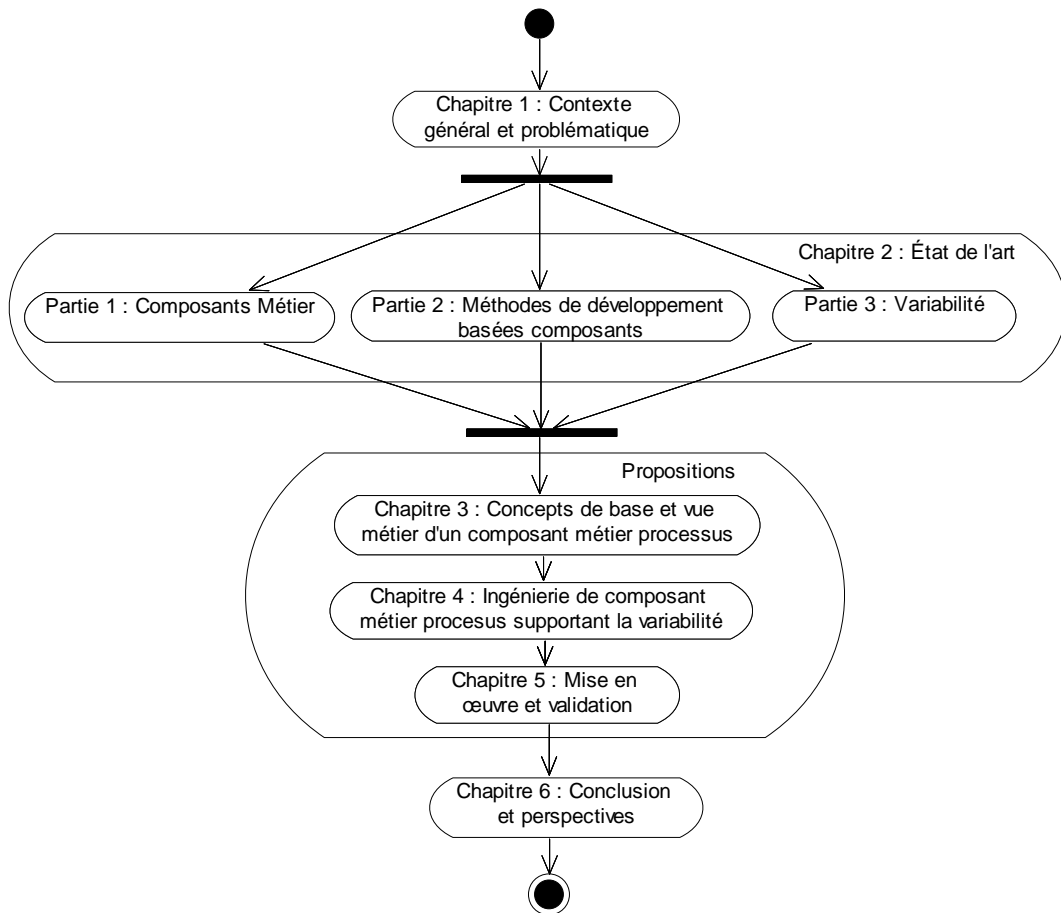 Chapitre 1 : Contexte
général et problématique
Chapitre 2 : État de l'art
Partie 1 : Composants Métier
Partie 2 : Méthodes de développement
basées composants
Partie 3 : Variabilité
Propositions
Chapitre 3 : Concepts de base et vue
métier d'un composant métier processus
Chapitre 4 : Ingénierie de composant
métier procesus supportant la variabilité
Chapitre 5 : Mise en
œuvre et validation
Chapitre 6 : Conclusion
et perspectives